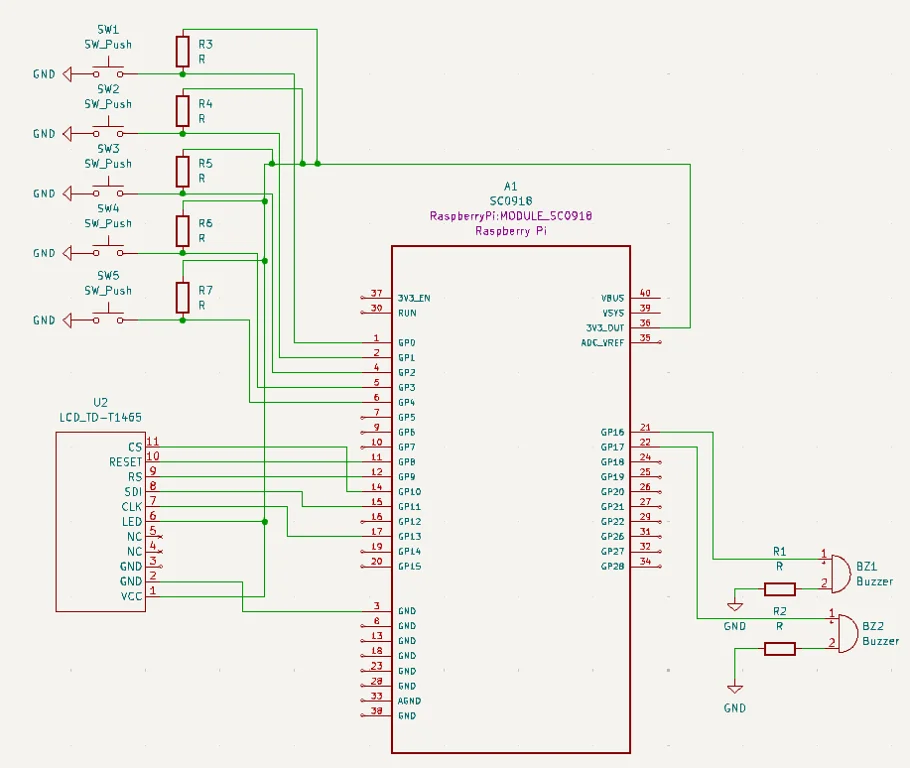 SW1
SW_Push
GND
R3
R
SW2
SW_Push
GND
R4
R
SW3
SW_Push
GND
R5
R
SW4
SW_Push
GND
R6
R
SW5
SW_Push
GND
R7
R
A1
SC0918
RaspberryPi:MODULE_SC0918
Raspberry Pi
37 3V3_EN
30 RUN
1 GP0
2 GP1
4 GP2
5 GP3
6 GP4
7 GP5
9 GP6
10 GP7
11 GP8
12 GP9
14 GP10
15 GP11
16 GP12
17 GP13
19 GP14
20 GP15
3 GND
8 GND
13 GND
18 GND
23 GND
28 GND
33 AGND
38 GND
VBUS 40
VSYS 39
3V3_OUT 36
ADC_VREF 35
GP16 21
GP17 22
GP18 24
GP19 25
GP20 26
GP21 27
GP22 29
GP26 31
GP27 32
GP28 34
U2
LCD_TD-T1465
CS 11
RESET 10
RS 9
SDI 8
CLK 7
LED 6
NC 5
NC 4
GND 3
GND 2
VCC 1
R1
R
GND
1
2
BZ1
Buzzer
R2
R
GND
1
2
BZ2
Buzzer